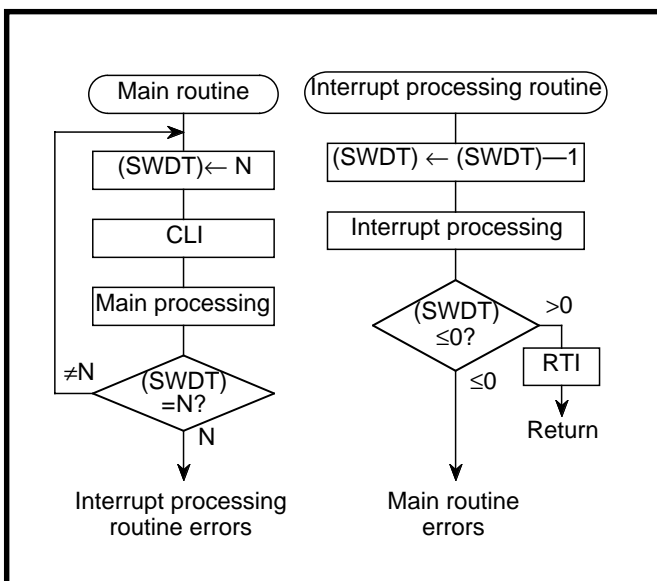 Main routine
(SWDT)← N
CLI
Main processing
≠N
(SWDT)
=N?
N
Interrupt processing
routine errors
Interrupt processing routine
(SWDT) ← (SWDT)—1
Interrupt processing
(SWDT)
≤0?
>0
≤0
RTI
Return
Main routine
errors